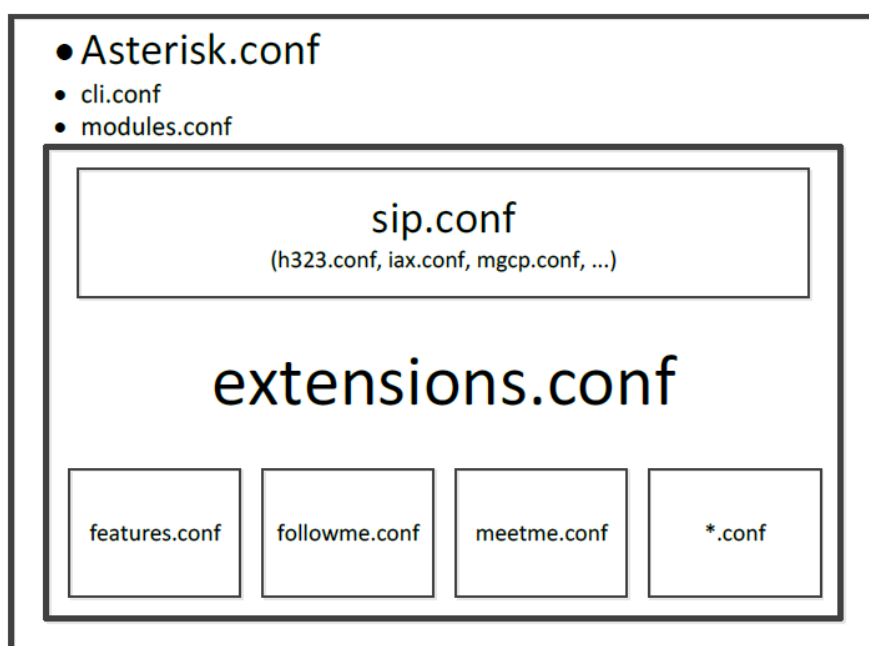 • Asterisk.conf
• cli.conf
• modules.conf
sip.conf
(h323.conf, iax.conf, mgcp.conf, ...)
extensions.conf
features.conf
followme.conf
meetme.conf
*.conf